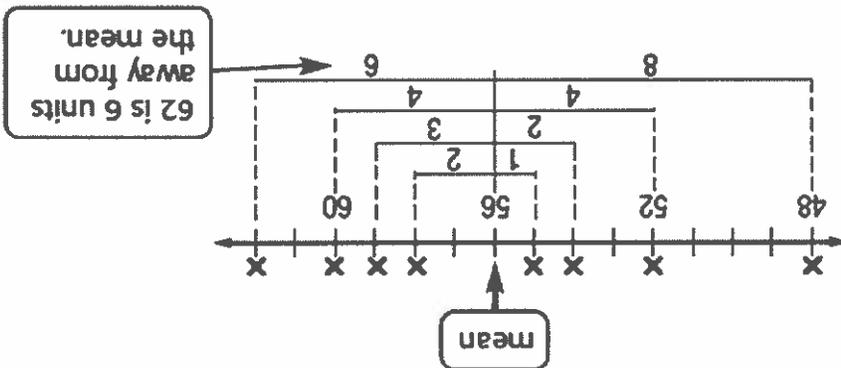 mean
48 52 56 60
1 2
2 3
4 4
8 6
62 is 6 units
away from
the mean.